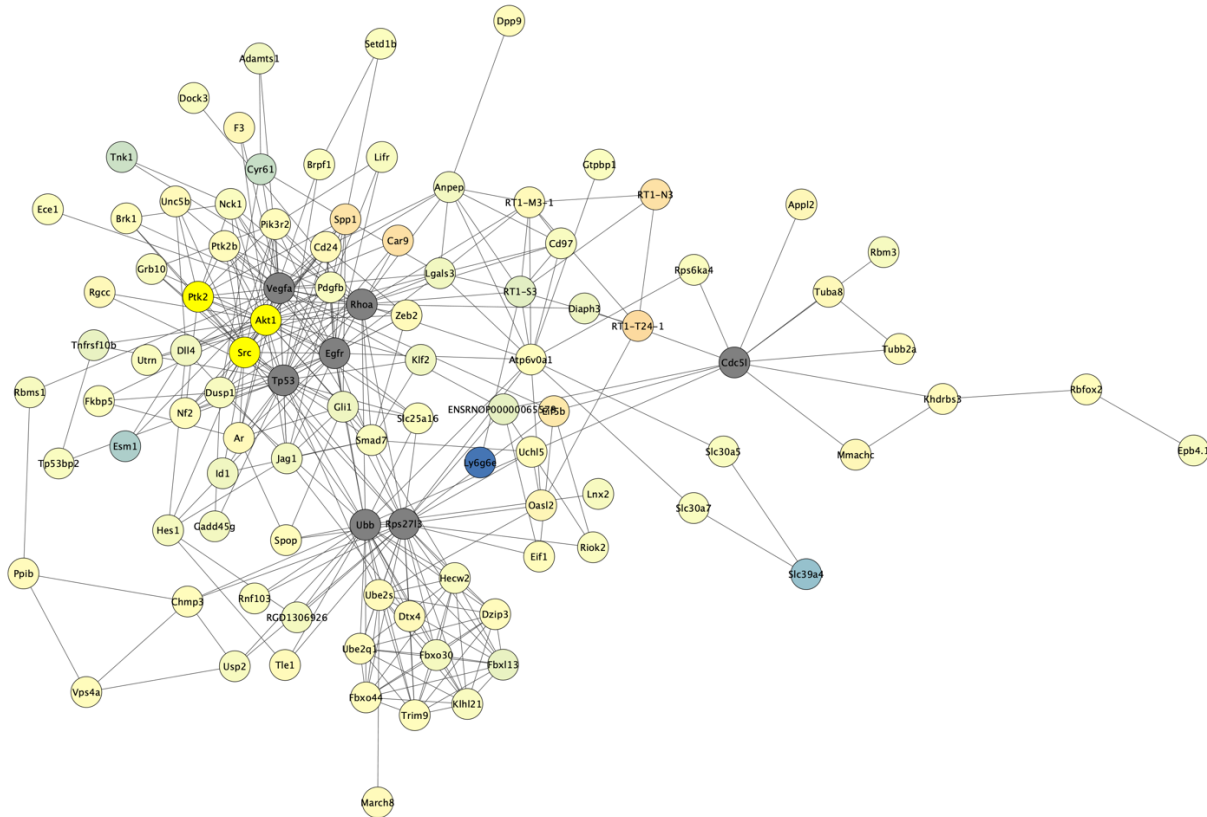 Dpp9
Setd1b
Adamts1
Dock3
F3
Tnk1
Cyr61
Brpf1
Lifr
Gtpbp1
Anpep
RT1-N3
Ece1
Unc5b
Nck1
Brk1
Pik3r2
Spp1
RT1-M3-1
Appl2
Ptk2b
Cd24
Car9
Cd97
Rbm3
Grb10
Lgals3
Rps6ka4
Rgcc
Ptk2
Vegfa
Pdgfb
Rhoa
RT1-S3
Diaph3
Tuba8
Akt1
Zeb2
RT1-T24-1
Tnfrsf10b
Dll4
Src
Egfr
Utrn
Klf2
Atp6v0a1
Cdc5l
Tubb2a
Rbms1
Tp53
Fkbp5
Dusp1
Nf2
Gli1
Slc25a16
Khdrbs3
Rbfox2
Esm1
Ar
Smad7
Uchl5
Slc30a5
Mmachc
Epb4.1
Tp53bp2
Id1
Jag1
Ly6g6e
Lnx2
Oasl2
Slc30a7
Hes1
Gadd45g
Ubb
Rps27l3
Spop
Eif1
Riok2
Ppib
Slc39a4
Hecw2
Chmp3
Rnf103
RGD1306926
Ube2s
Dtx4
Dzip3
Ube2q1
Fbxo30
Fbxl13
Usp2
Tle1
Vps4a
Fbxo44
Trim9
Klhl21
March8